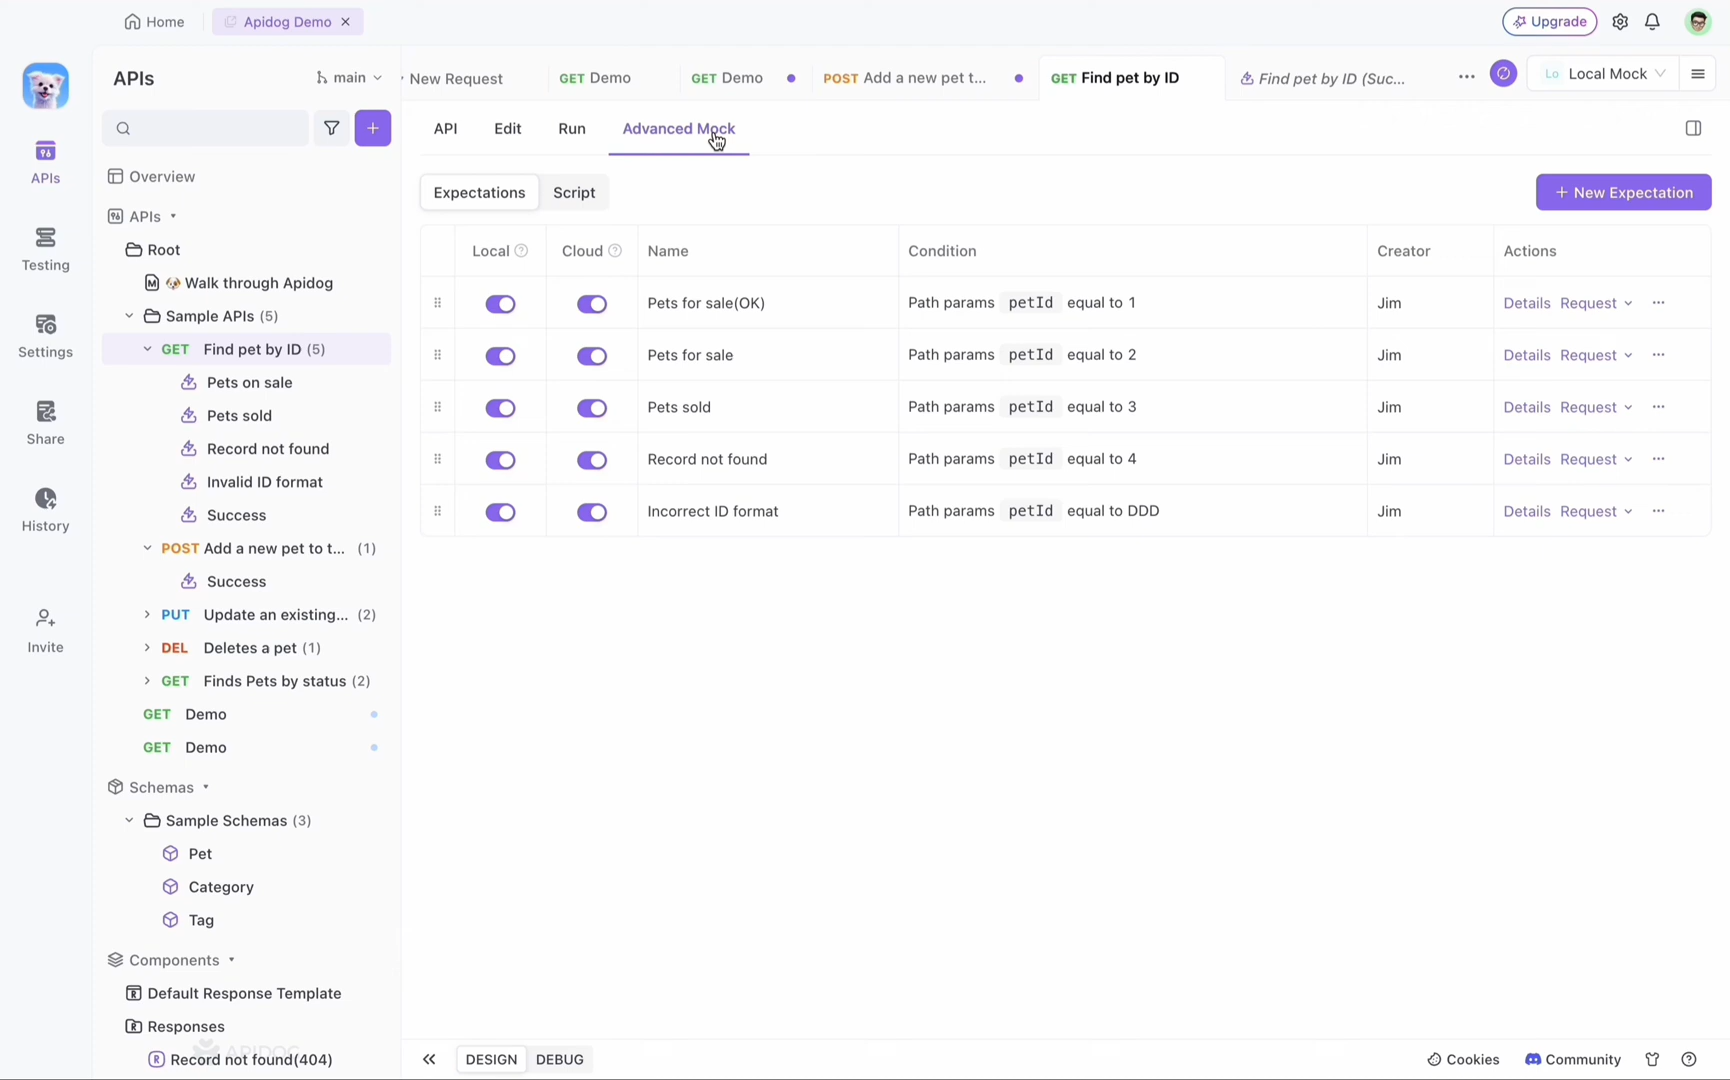 Home
Apidog Demo
Upgrade
APIs
main
New Request
GET Demo
GET Demo
POST Add a new pet t...
GET Find pet by ID
Find pet by ID (Suc...
Lo Local Mock
APIs
Testing
Settings
Share
History
Invite
Overview
APIs
Root
Walk through Apidog
Sample APIs (5)
GET Find pet by ID (5)
Pets on sale
Pets sold
Record not found
Invalid ID format
Success
POST Add a new pet to t... (1)
Success
PUT Update an existing... (2)
DEL Deletes a pet (1)
GET Finds Pets by status (2)
GET Demo
GET Demo
Schemas
Sample Schemas (3)
Pet
Category
Tag
Components
Default Response Template
Responses
Record not found(404)
APIDOG
API Edit Run Advanced Mock
Expectations Script
+ New Expectation
Local Cloud Name Condition Creator Actions
Pets for sale(OK) Path params petId equal to 1 Jim Details Request
Pets for sale Path params petId equal to 2 Jim Details Request
Pets sold Path params petId equal to 3 Jim Details Request
Record not found Path params petId equal to 4 Jim Details Request
Incorrect ID format Path params petId equal to DDD Jim Details Request
DESIGN DEBUG
Cookies Community